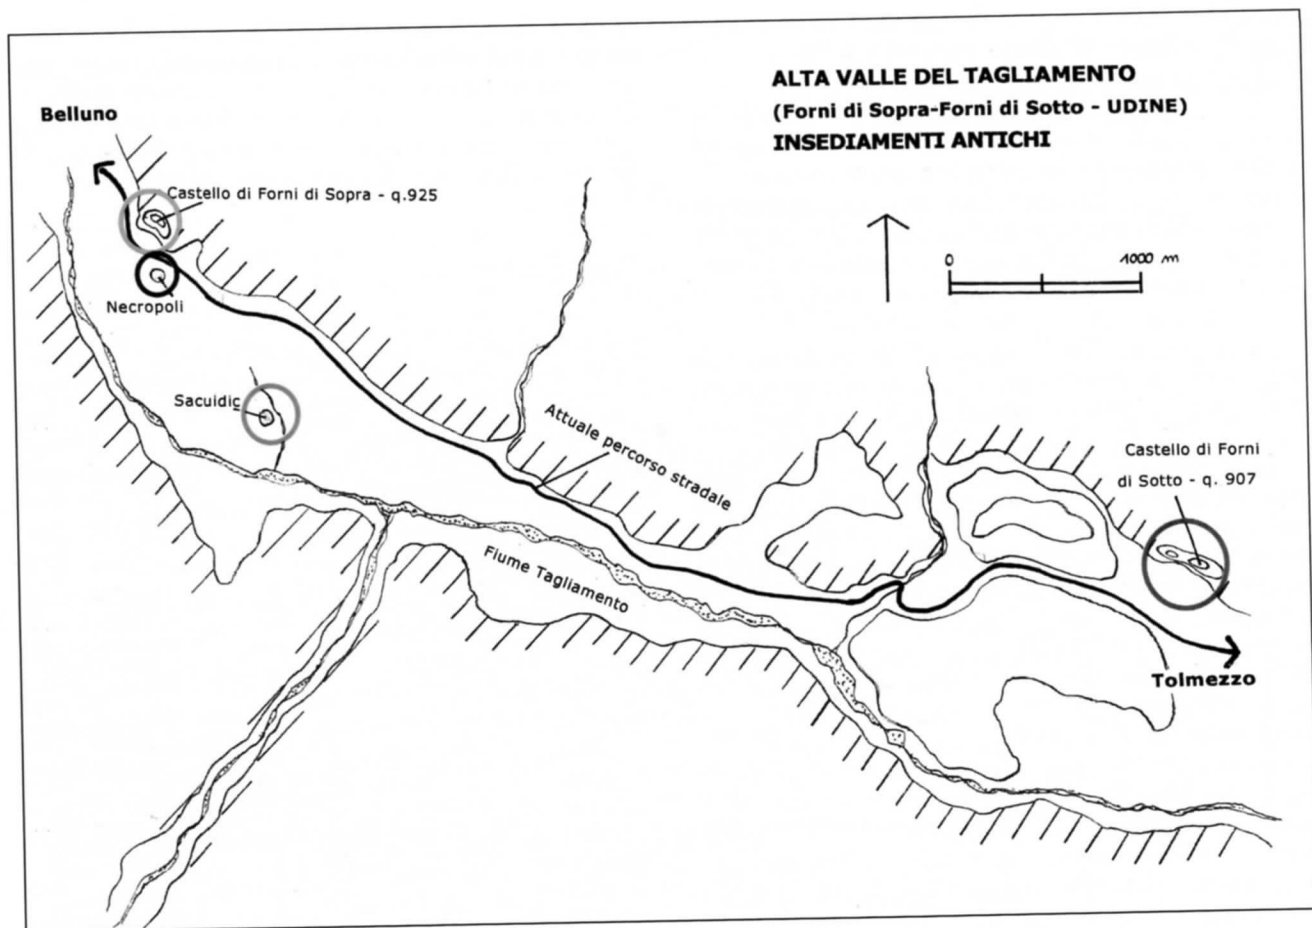 ALTA VALLE DEL TAGLIAMENTO
(Forni di Sopra-Forni di Sotto - UDINE)
INSEDIAMENTI ANTICHI
Belluno
Castello di Forni di Sopra - q.925
Necropoli
0 1000 m
Sacuidic
Attuale percorso stradale
Castello di Forni
di Sotto - q. 907
Fiume Tagliamento
Tolmezzo